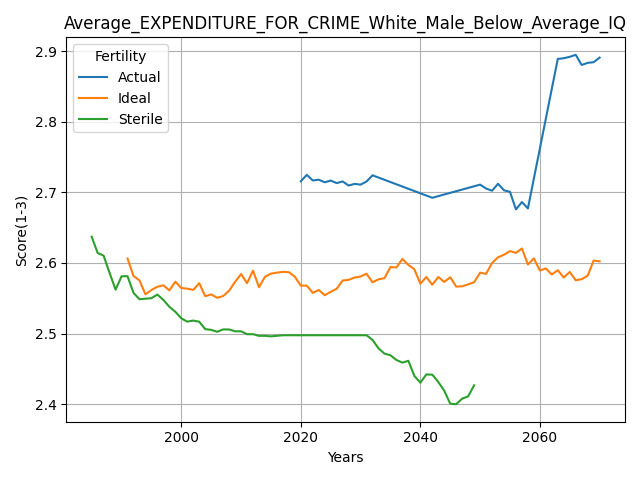 Average_EXPENDITURE_FOR_CRIME_White_Male_Below_Average_IQ
Fertility
Actual
Ideal
Sterile
2.9
2.8
2.7
2.6
2.5
2.4
Score(1-3)
2000
2020
2040
2060
Years